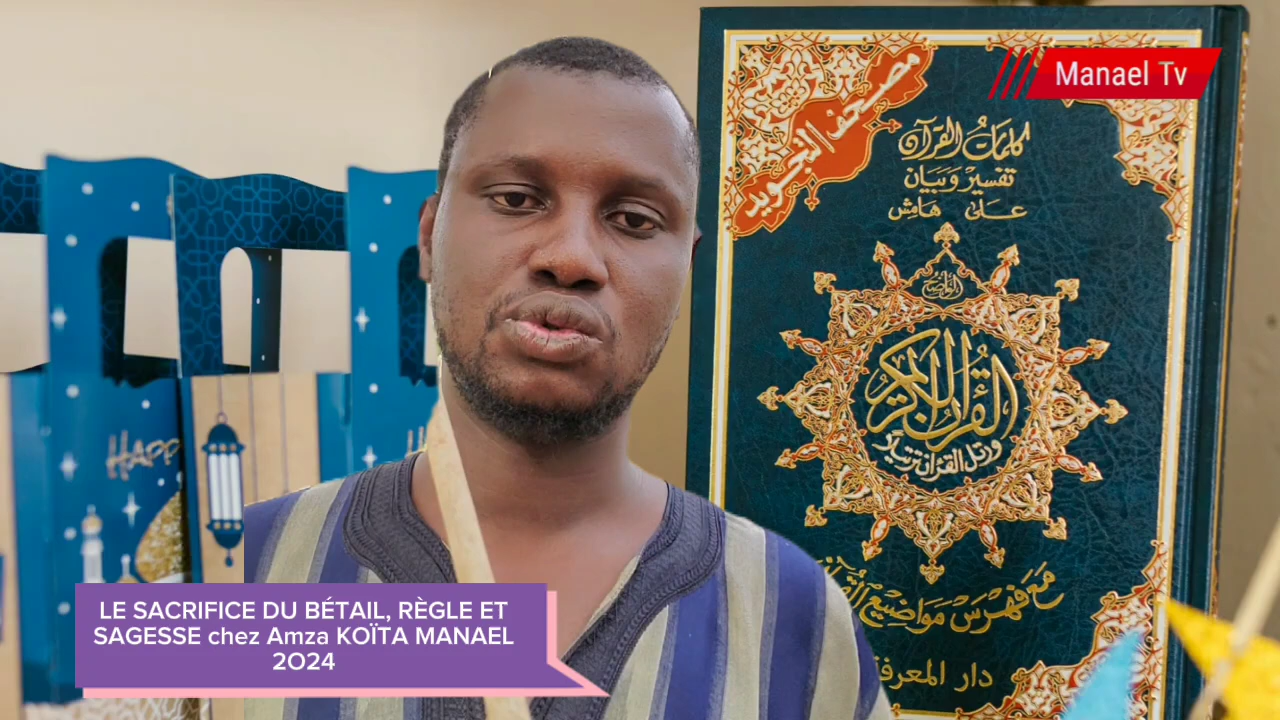 Manael Tv
مصحف التجويد
كلمات القرآن
تفسير وبيان
على هامش
القرآن الكريم
ورتل القرآن ترتيلا
مع فهرس مواضيع القرآن
دار المعرفة
HAPP
LE SACRIFICE DU BÉTAIL, RÈGLE ET
SAGESSE chez Amza KOÏTA MANAEL
2024